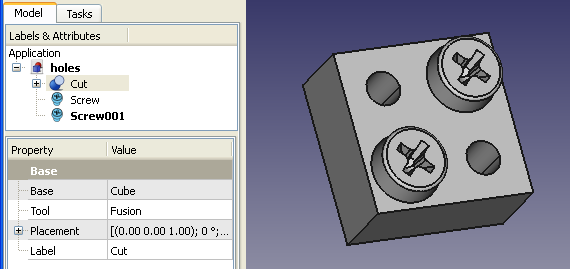 Model Tasks
Labels & Attributes
Application
holes
Cut
Screw
Screw001
Property Value
Base
Base Cube
Tool Fusion
Placement [(0.00 0.00 1.00); 0 °;...
Label Cut